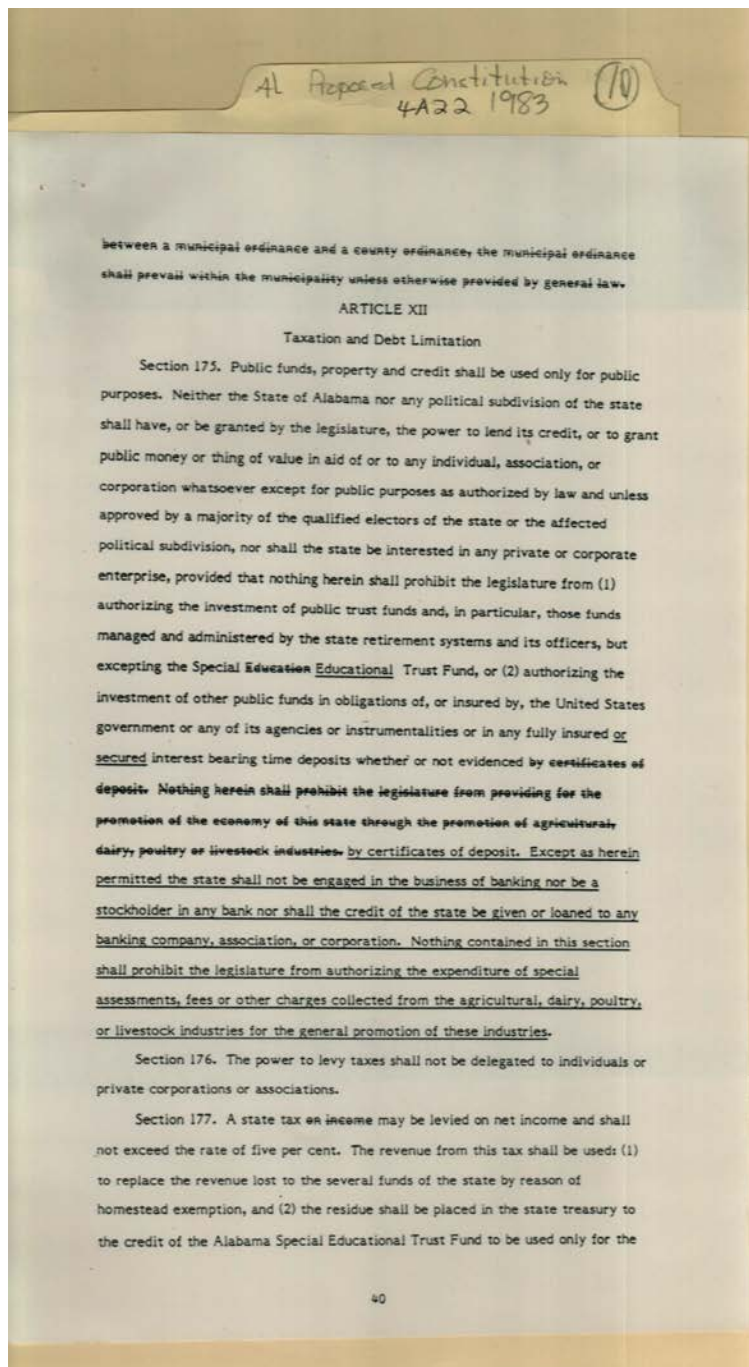 AL Proposed Constitution (10)
4A22 1983
between a municipal ordinance and a county ordinance, the municipal ordinance
shall prevail within the municipality unless otherwise provided by general law.
ARTICLE XII
Taxation and Debt Limitation
Section 175. Public funds, property and credit shall be used only for public
purposes. Neither the State of Alabama nor any political subdivision of the state
shall have, or be granted by the legislature, the power to lend its credit, or to grant
public money or thing of value in aid of or to any individual, association, or
corporation whatsoever except for public purposes as authorized by law and unless
approved by a majority of the qualified electors of the state or the affected
political subdivision, nor shall the state be interested in any private or corporate
enterprise, provided that nothing herein shall prohibit the legislature from (1)
authorizing the investment of public trust funds and, in particular, those funds
managed and administered by the state retirement systems and its officers, but
excepting the Special Education Educational Trust Fund, or (2) authorizing the
investment of other public funds in obligations of, or insured by, the United States
government or any of its agencies or instrumentalities or in any fully insured or
secured interest bearing time deposits whether or not evidenced by certificates of
deposit. Nothing herein shall prohibit the legislature from providing for the
promotion of the economy of this state through the promotion of agricultural,
dairy, poultry or livestock industries. by certificates of deposit. Except as herein
permitted the state shall not be engaged in the business of banking nor be a
stockholder in any bank nor shall the credit of the state be given or loaned to any
banking company, association, or corporation. Nothing contained in this section
shall prohibit the legislature from authorizing the expenditure of special
assessments, fees or other charges collected from the agricultural, dairy, poultry,
or livestock industries for the general promotion of these industries.
Section 176. The power to levy taxes shall not be delegated to individuals or
private corporations or associations.
Section 177. A state tax on income may be levied on net income and shall
not exceed the rate of five per cent. The revenue from this tax shall be used: (1)
to replace the revenue lost to the several funds of the state by reason of
homestead exemption, and (2) the residue shall be placed in the state treasury to
the credit of the Alabama Special Educational Trust Fund to be used only for the
40